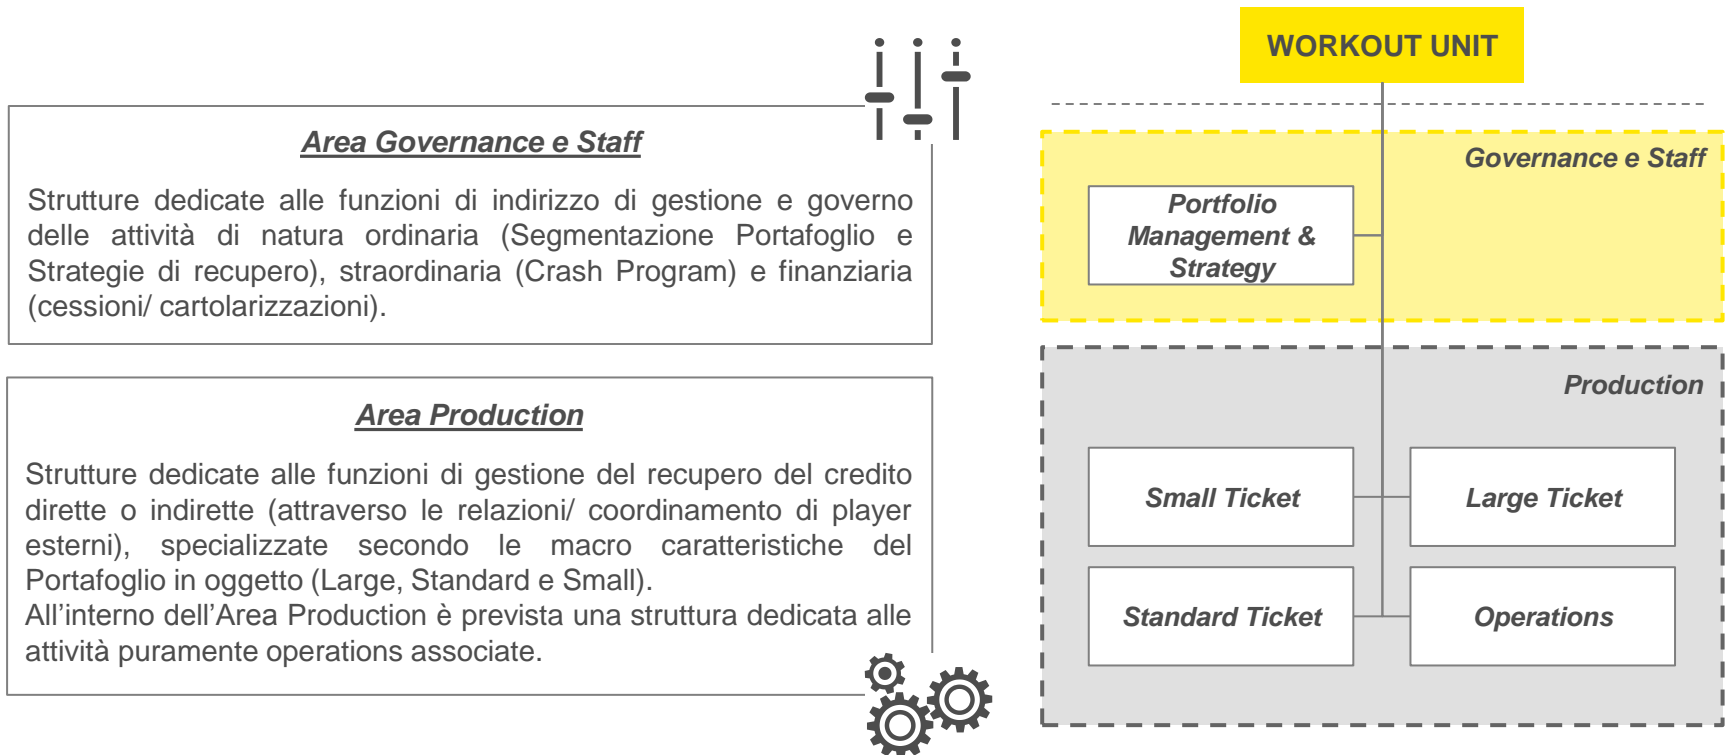 Area Governance e Staff
Strutture dedicate alle funzioni di indirizzo di gestione e governo
delle attività di natura ordinaria (Segmentazione Portafoglio e
Strategie di recupero), straordinaria (Crash Program) e finanziaria
(cessioni/ cartolarizzazioni).
Area Production
Strutture dedicate alle funzioni di gestione del recupero del credito
dirette o indirette (attraverso le relazioni/ coordinamento di player
esterni), specializzate secondo le macro caratteristiche del
Portafoglio in oggetto (Large, Standard e Small).
All’interno dell’Area Production è prevista una struttura dedicata alle
attività puramente operations associate.
WORKOUT UNIT
Governance e Staff
Portfolio
Management &
Strategy
Production
Small Ticket
Large Ticket
Standard Ticket
Operations